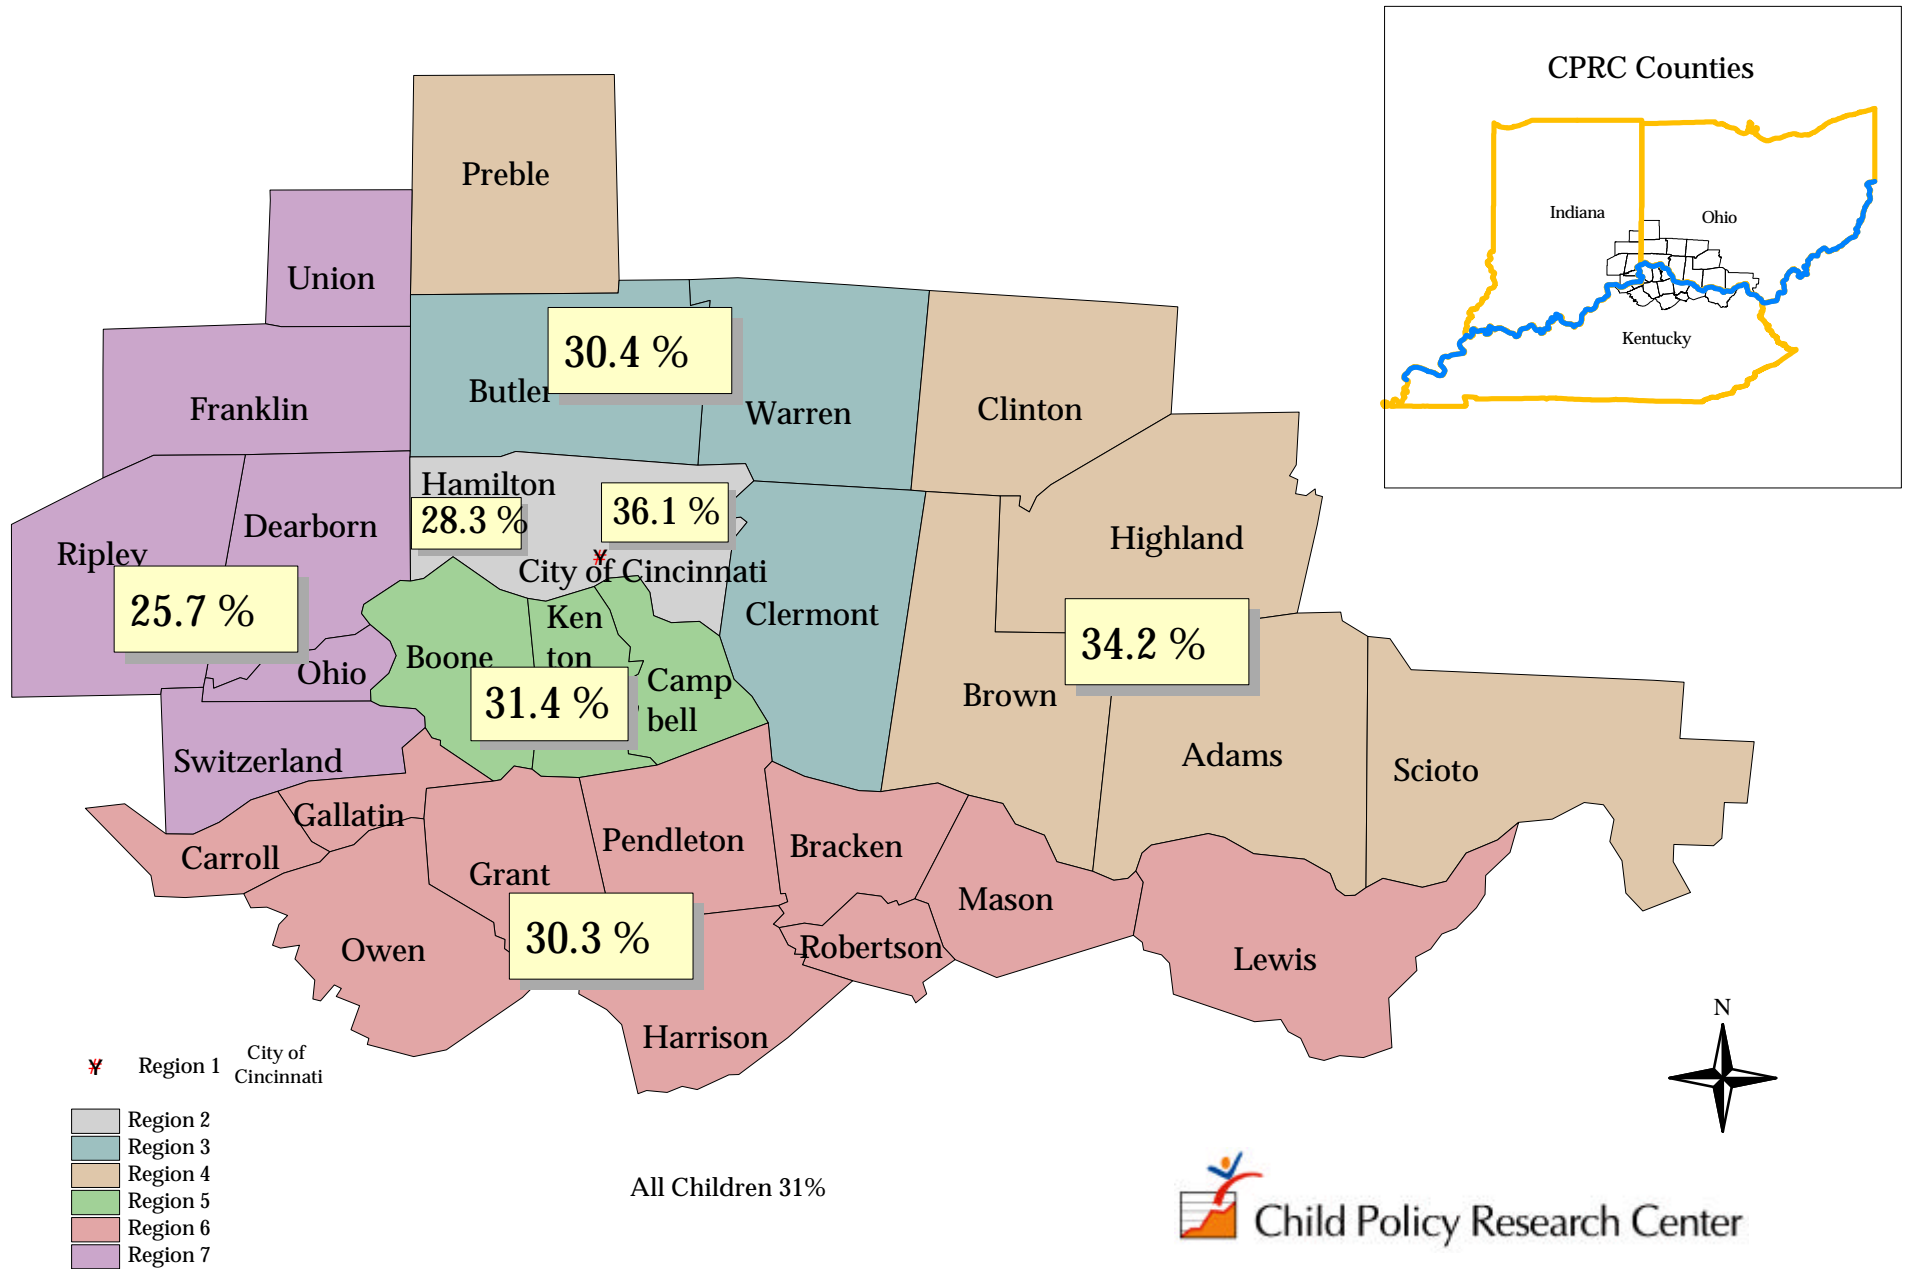 CPRC Counties
Indiana
Ohio
Kentucky
Preble
Union
30.4 %
Butler
Warren
Clinton
Franklin
Hamilton
28.3 %
36.1 %
Dearborn
Ripley
Highland
City of Cincinnati
25.7 %
Clermont
Ken
ton
34.2 %
Boone
Ohio
Camp
bell
31.4 %
Brown
Switzerland
Adams
Scioto
Gallatin
Carroll
Pendleton
Bracken
Grant
Mason
30.3 %
Owen
Robertson
Lewis
Harrison
N
Region 1
City of
Cincinnati
Region 2
Region 3
Region 4
Region 5
Region 6
Region 7
All Children 31%
Child Policy Research Center